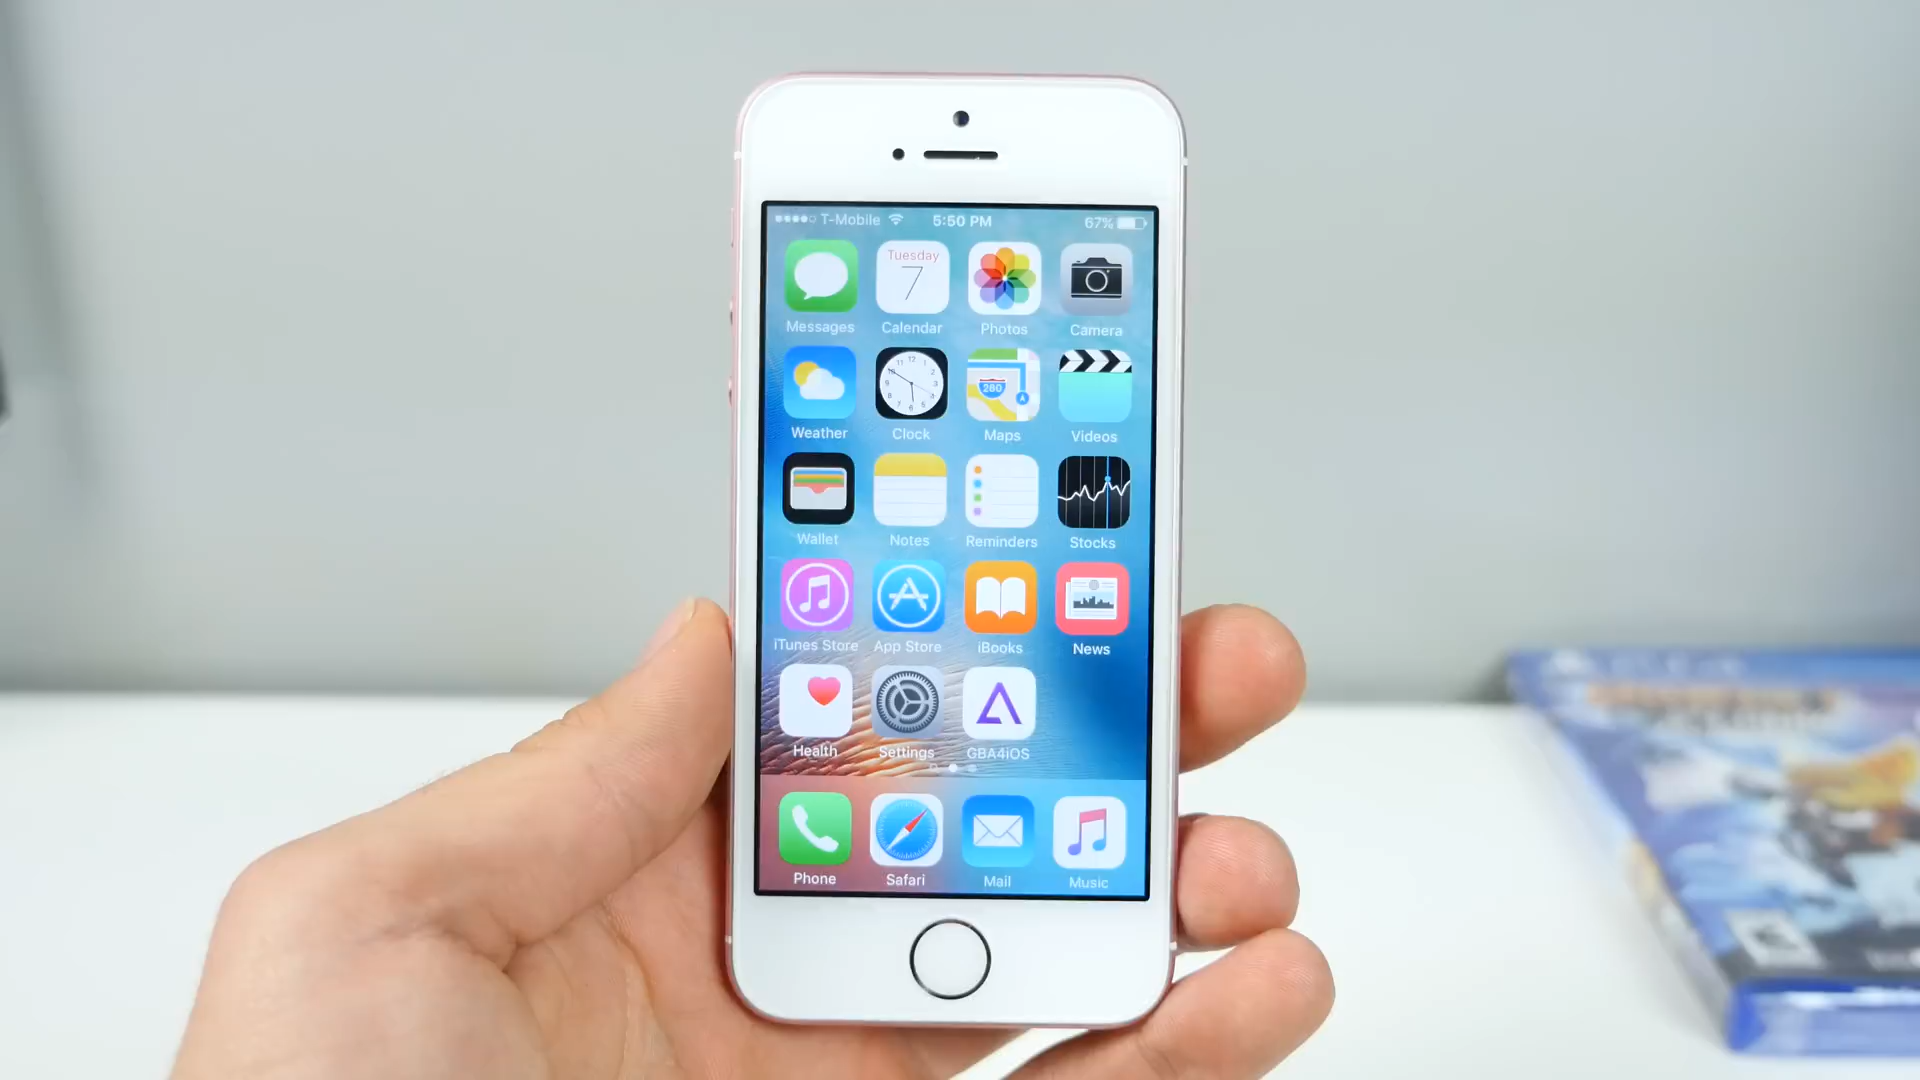 T-Mobile 5:50 PM 67%
Tuesday
7
Messages Calendar Photos Camera
280
Weather Clock Maps Videos
Wallet Notes Reminders Stocks
iTunes Store App Store iBooks News
Health Settings GBA4iOS
Phone Safari Mail Music